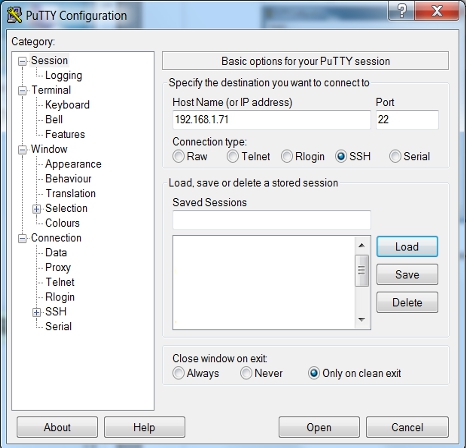 PuTTY Configuration
Category:
Session
Logging
Terminal
Keyboard
Bell
Features
Window
Appearance
Behaviour
Translation
Selection
Colours
Connection
Data
Proxy
Telnet
Rlogin
SSH
Serial
Basic options for your PuTTY session
Specify the destination you want to connect to
Host Name (or IP address) Port
192.168.1.71 22
Connection type:
Raw Telnet Rlogin SSH Serial
Load, save or delete a stored session
Saved Sessions
Load
Save
Delete
Close window on exit:
Always Never Only on clean exit
About Help Open Cancel